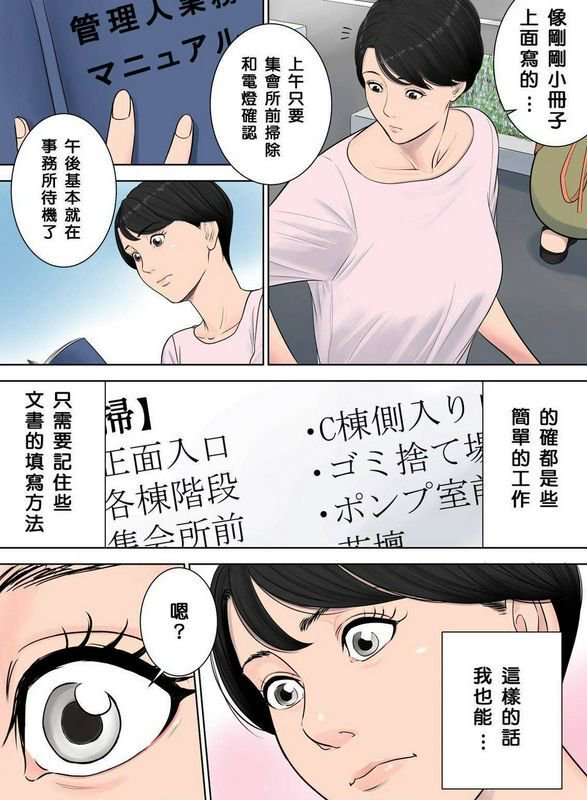 像剛剛小冊子
上面寫的…
管理人業務
マニュアル
上午只要
集會所前掃除
和電燈確認
午後基本就在
事務所待機了
的確都是些
簡單的工作
・C棟側入り
・ゴミ捨て場
・ポンプ室前
花壇
掃】
正面入口
各棟階段
集会所前
只需要記住些
文書的填寫方法
這樣的話
我也能…
嗯？